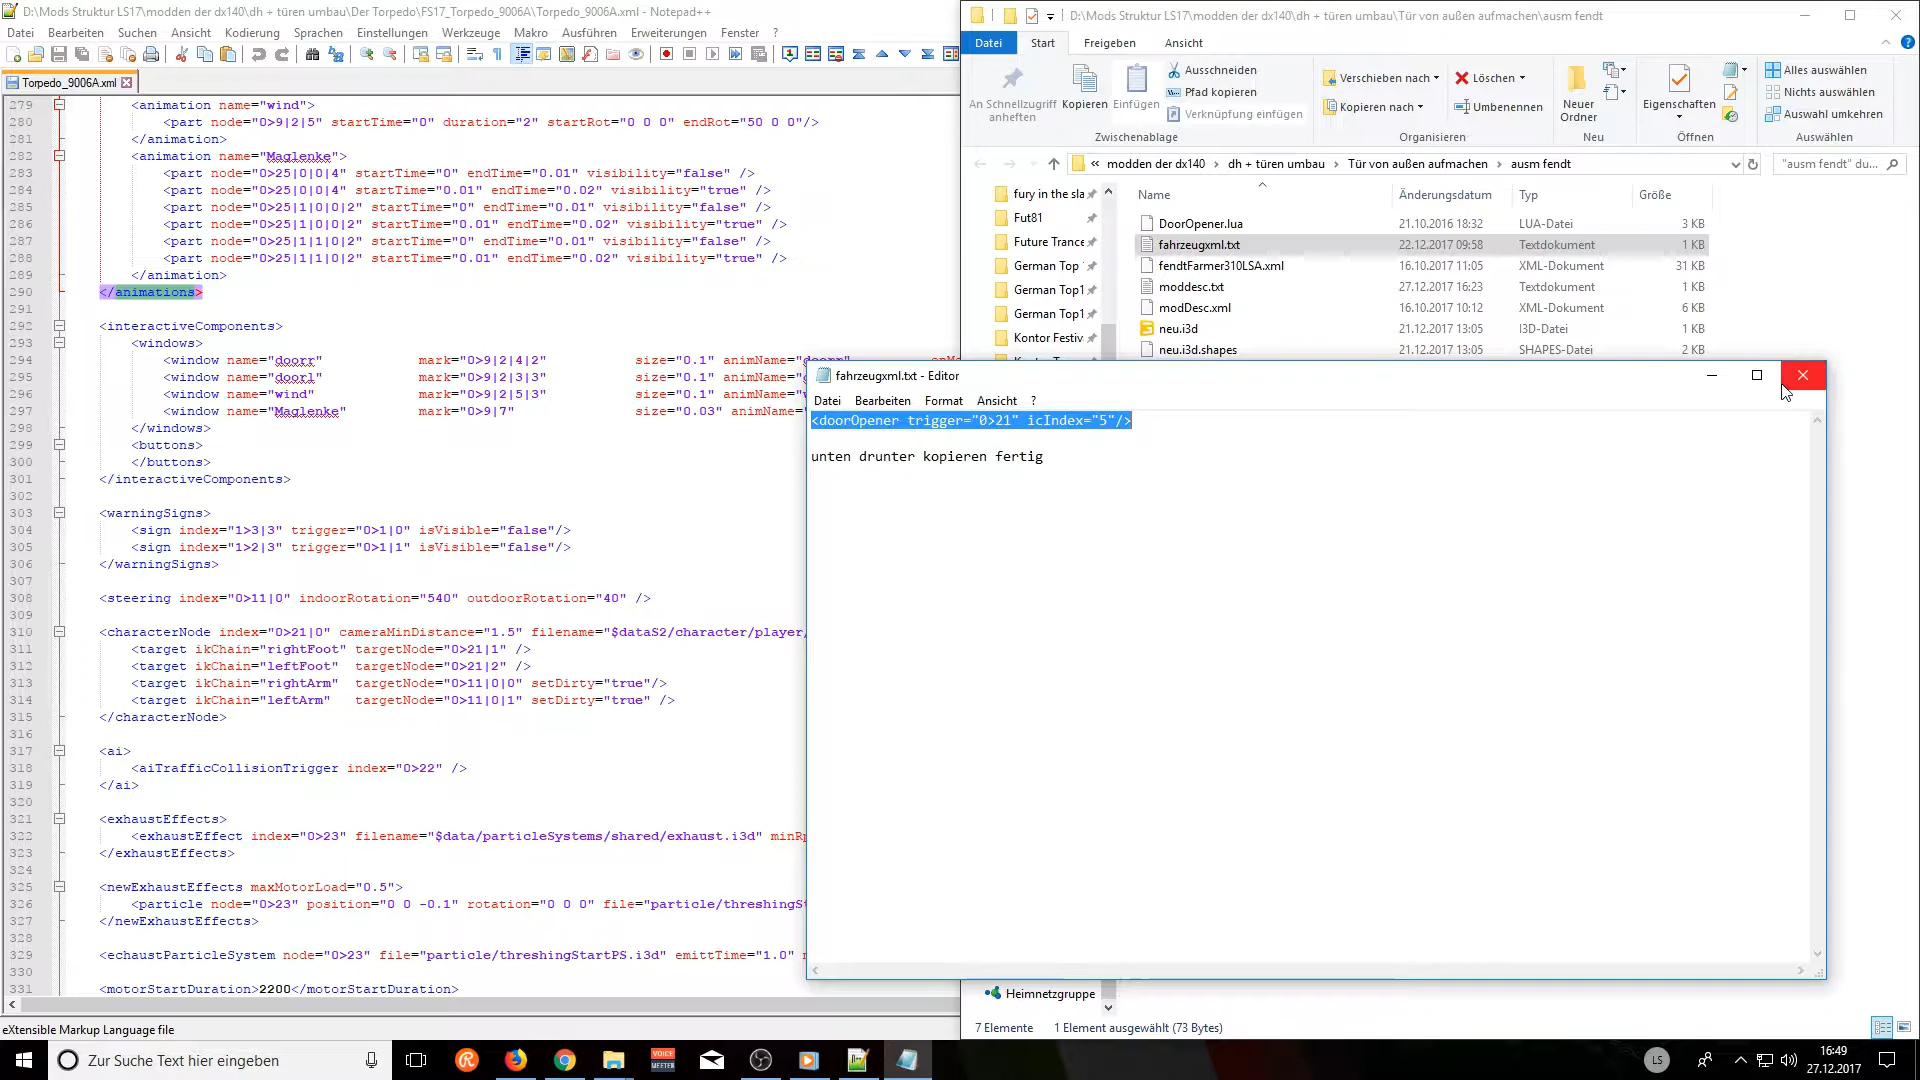 D:\Mods Struktur LS17\modden der dx140\dh + türen umbau\Der Torpedo\FS17_Torpedo_9006A\Torpedo_9006A.xml - Notepad++
Datei Bearbeiten Suchen Ansicht Kodierung Sprachen Einstellungen Werkzeuge Makro Ausführen Erweiterungen Fenster ?
Torpedo_9006A.xml
279 <animation name="wind">
280 <part node="0>9|2|5" startTime="0" duration="2" startRot="0 0 0" endRot="50 0 0"/>
281 </animation>
282 <animation name="Maglenke">
283 <part node="0>25|0|0|4" startTime="0" endTime="0.01" visibility="false" />
284 <part node="0>25|0|0|4" startTime="0.01" endTime="0.02" visibility="true" />
285 <part node="0>25|1|0|0|2" startTime="0" endTime="0.01" visibility="false" />
286 <part node="0>25|1|0|0|2" startTime="0.01" endTime="0.02" visibility="true" />
287 <part node="0>25|1|1|0|2" startTime="0" endTime="0.01" visibility="false" />
288 <part node="0>25|1|1|0|2" startTime="0.01" endTime="0.02" visibility="true" />
289 </animation>
290 </animations>
291
292 <interactiveComponents>
293 <windows>
294 <window name="doorr" mark="0>9|2|4|2" size="0.1" animName="doorr"
295 <window name="doorl" mark="0>9|2|3|3" size="0.1" animName="
296 <window name="wind" mark="0>9|2|5|3" size="0.1" animName="
297 <window name="Maglenke" mark="0>9|7" size="0.03" animName="
298 </windows>
299 <buttons>
300 </buttons>
301 </interactiveComponents>
302
303 <warningSigns>
304 <sign index="1>3|3" trigger="0>1|0" isVisible="false"/>
305 <sign index="1>2|3" trigger="0>1|1" isVisible="false"/>
306 </warningSigns>
307
308 <steering index="0>11|0" indoorRotation="540" outdoorRotation="40" />
309
310 <characterNode index="0>21|0" cameraMinDistance="1.5" filename="$dataS2/character/player/
311 <target ikChain="rightFoot" targetNode="0>21|1" />
312 <target ikChain="leftFoot" targetNode="0>21|2" />
313 <target ikChain="rightArm" targetNode="0>11|0|0" setDirty="true"/>
314 <target ikChain="leftArm" targetNode="0>11|0|1" setDirty="true" />
315 </characterNode>
316
317 <ai>
318 <aiTrafficCollisionTrigger index="0>22" />
319 </ai>
320
321 <exhaustEffects>
322 <exhaustEffect index="0>23" filename="$data/particleSystems/shared/exhaust.i3d" minRp
323 </exhaustEffects>
324
325 <newExhaustEffects maxMotorLoad="0.5">
326 <particle node="0>23" position="0 0 -0.1" rotation="0 0 0" file="particle/threshingSt
327 </newExhaustEffects>
328
329 <echaustParticleSystem node="0>23" file="particle/threshingStartPS.i3d" emittTime="1.0"
330
331 <motorStartDuration>2200</motorStartDuration>
eXtensible Markup Language file
D:\Mods Struktur LS17\modden der dx140\dh + türen umbau\Tür von außen aufmachen\ausm fendt
Datei Start Freigeben Ansicht
An Schnellzugriff anheften
Kopieren
Einfügen
Ausschneiden
Pfad kopieren
Verknüpfung einfügen
Zwischenablage
Verschieben nach
Kopieren nach
Löschen
Umbenennen
Organisieren
Neuer Ordner
Neu
Eigenschaften
Öffnen
Alles auswählen
Nichts auswählen
Auswahl umkehren
Auswählen
« modden der dx140 › dh + türen umbau › Tür von außen aufmachen › ausm fendt
"ausm fendt" du...
Name Änderungsdatum Typ Größe
fury in the sla
Fut81
Future Trance
German Top
German Top1
German Top1
Kontor Festiv
DoorOpener.lua 21.10.2016 18:32 LUA-Datei 3 KB
fahrzeugxml.txt 22.12.2017 09:58 Textdokument 1 KB
fendtFarmer310LSA.xml 16.10.2017 11:05 XML-Dokument 31 KB
moddesc.txt 27.12.2017 16:23 Textdokument 1 KB
modDesc.xml 16.10.2017 10:12 XML-Dokument 6 KB
neu.i3d 21.12.2017 13:05 I3D-Datei 1 KB
neu.i3d.shapes 21.12.2017 13:05 SHAPES-Datei 2 KB
fahrzeugxml.txt - Editor
Datei Bearbeiten Format Ansicht ?
<doorOpener trigger="0>21" icIndex="5"/>
unten drunter kopieren fertig
Heimnetzgruppe
7 Elemente 1 Element ausgewählt (73 Bytes)
Zur Suche Text hier eingeben
VOICE MEETER
LS
16:49
27.12.2017